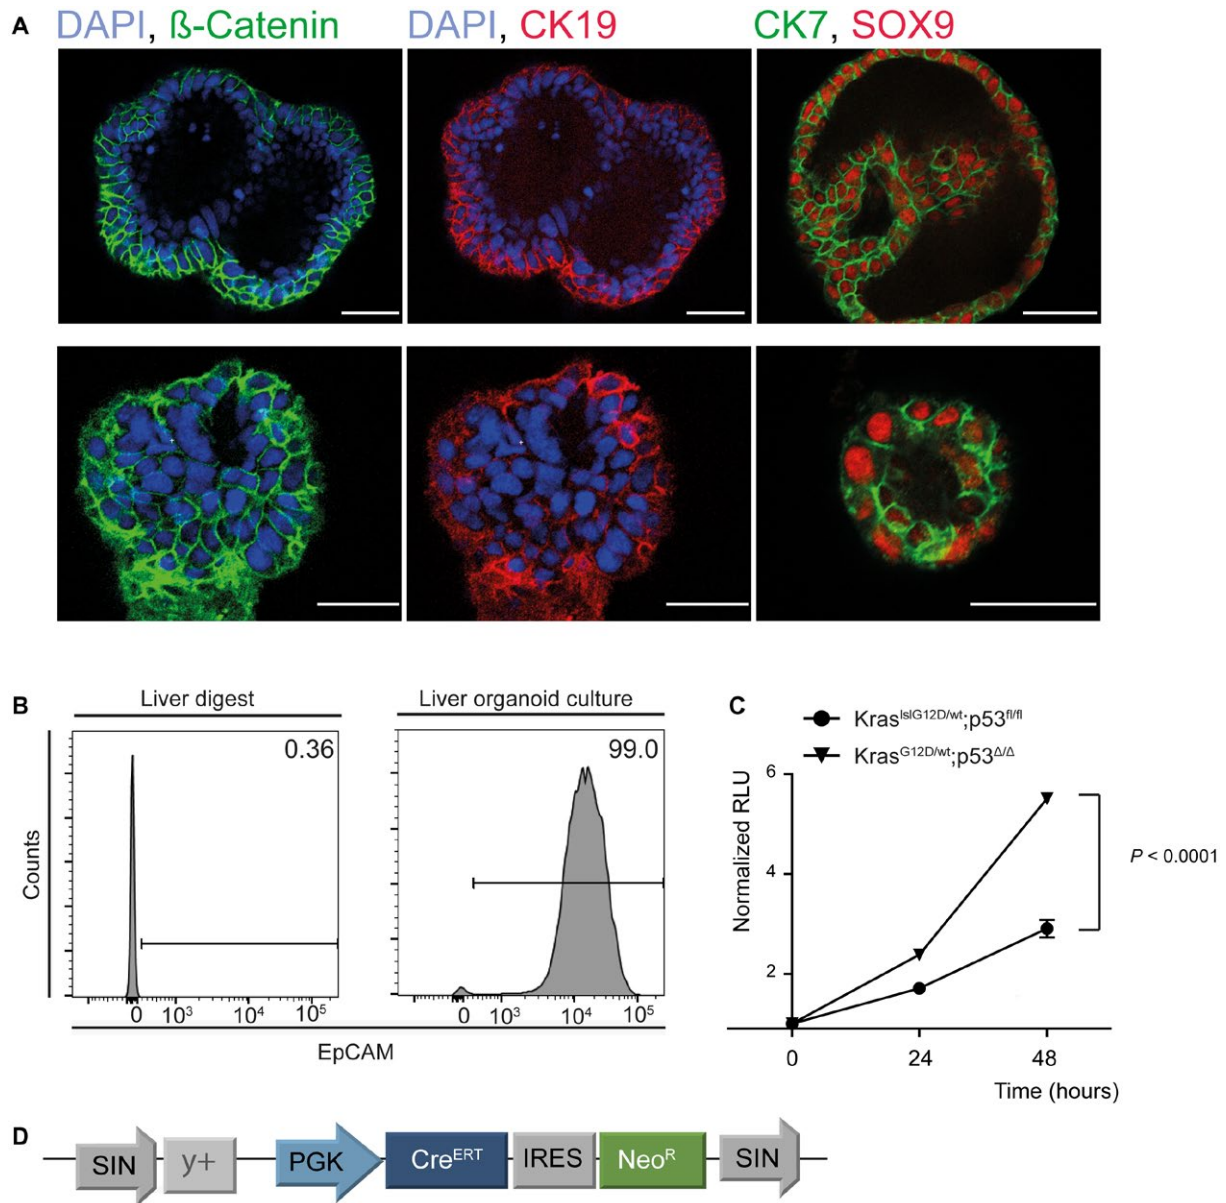 A
DAPI, ß-Catenin
DAPI, CK19
CK7, SOX9
B
Liver digest
Liver organoid culture
0.36
99.0
Counts
0 10³ 10⁴ 10⁵
0 10³ 10⁴ 10⁵
EpCAM
C
Kras^lslG12D/wt;p53^fl/fl
Kras^G12D/wt;p53^Δ/Δ
Normalized RLU
6
4
2
P < 0.0001
0 24 48
Time (hours)
D
SIN y+ PGK Cre^ERT IRES Neo^R SIN